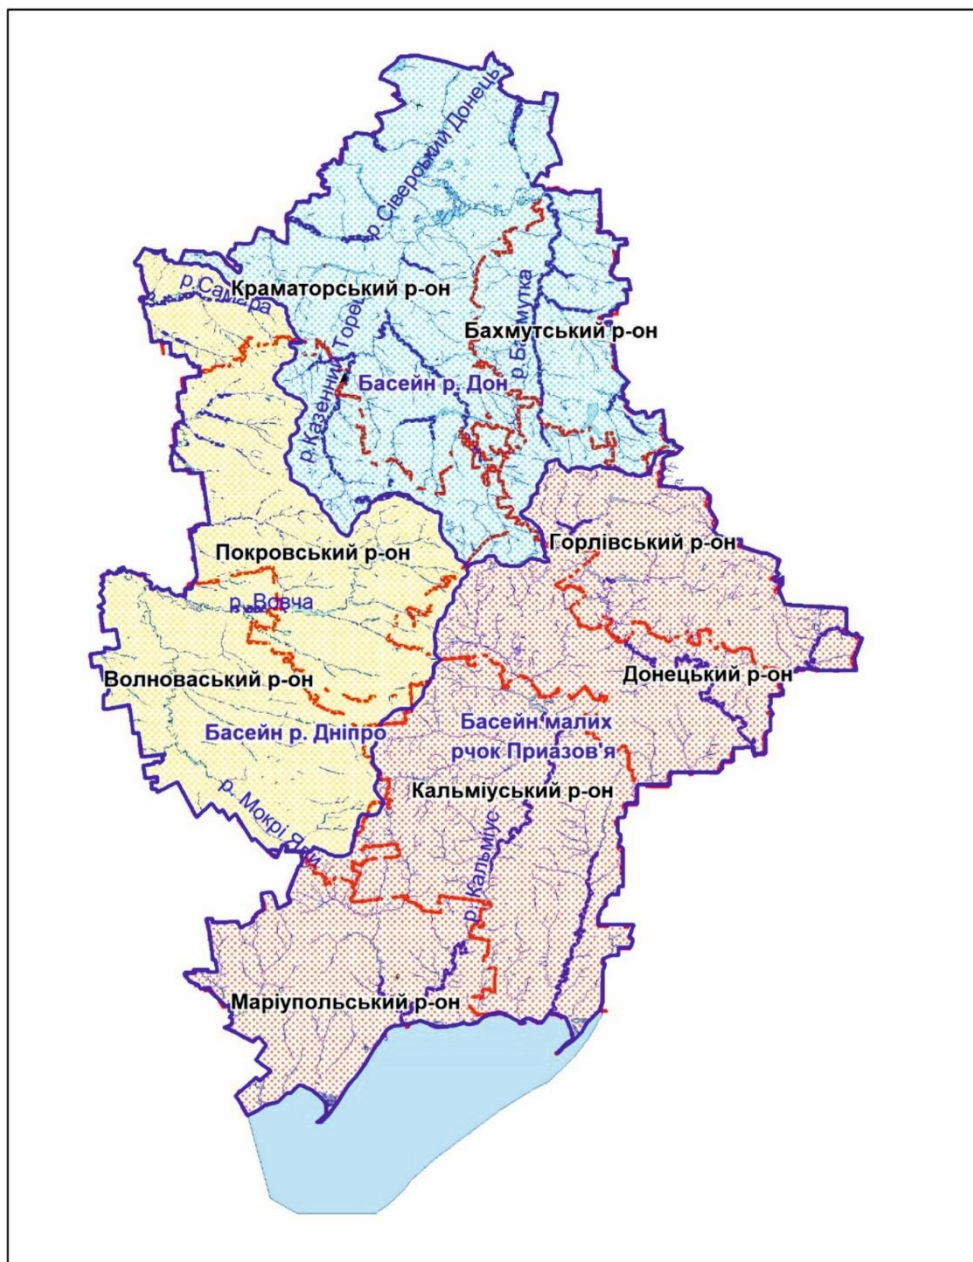 р.Сіверський Донець
р.Самара
Краматорський р-он
р.Казенний Торець
р.Бахмутка
Бахмутський р-он
Басейн р. Дон
Горлівський р-он
Покровський р-он
р. Вовча
Волноваський р-он
Донецький р-он
Басейн р. Дніпро
Басейн малих
рчок Приазов'я
Кальміуський р-он
р. Мокрі Яли
р. Кальміус
Маріупольський р-он